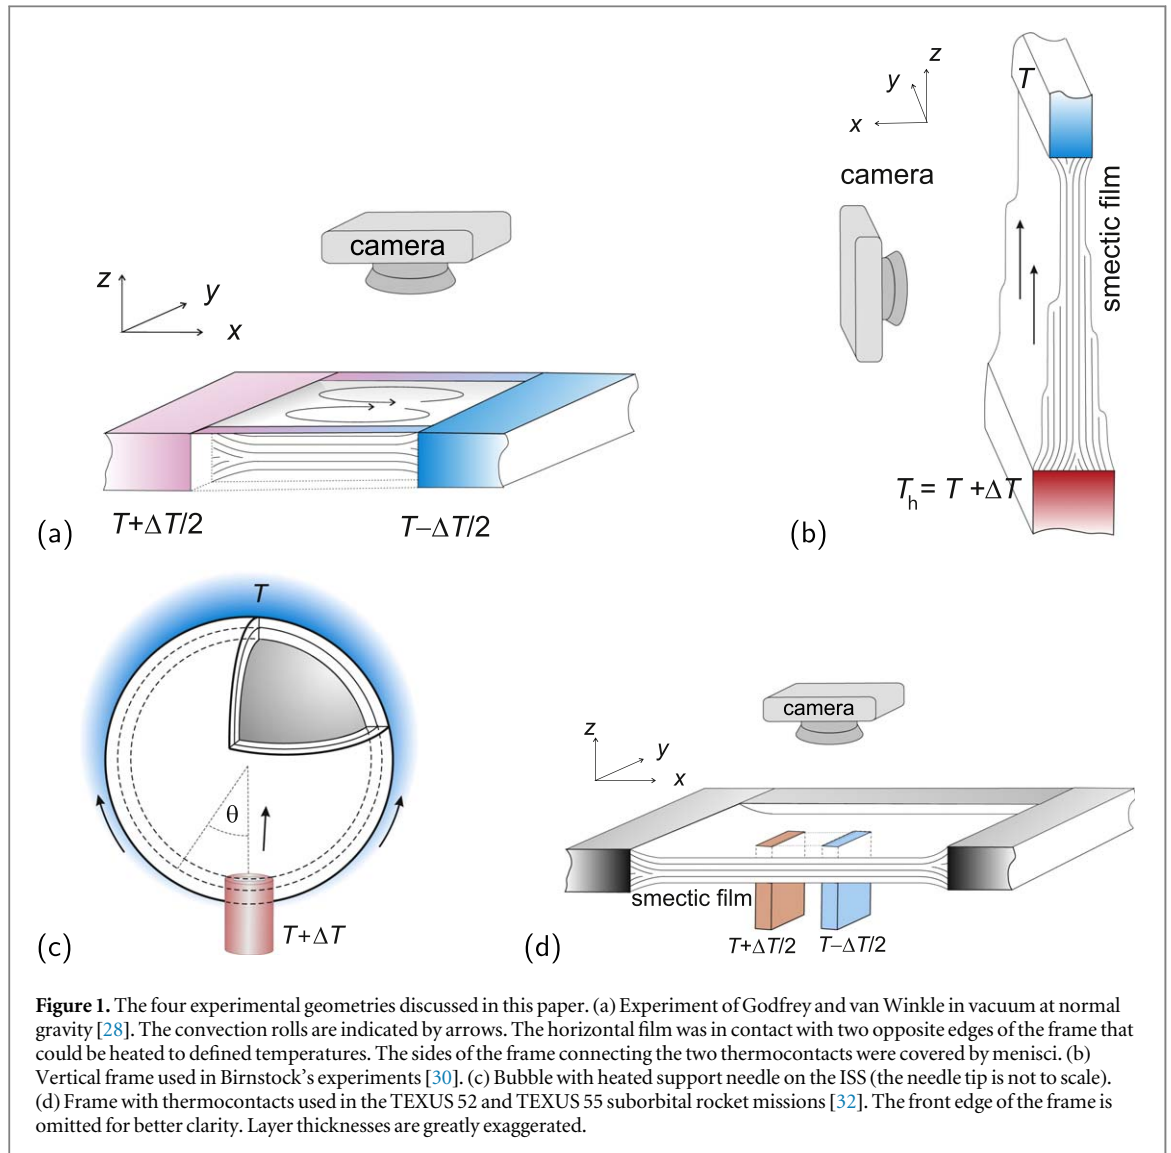 z
y
x
camera
T+ΔT/2
T−ΔT/2
(a)
z
y
x
camera
T
smectic film
T_h = T +ΔT
(b)
T
θ
T+ΔT
(c)
camera
z
y
x
smectic film
T+ΔT/2
T−ΔT/2
(d)
Figure 1. The four experimental geometries discussed in this paper. (a) Experiment of Godfrey and van Winkle in vacuum at normal
gravity [28]. The convection rolls are indicated by arrows. The horizontal film was in contact with two opposite edges of the frame that
could be heated to defined temperatures. The sides of the frame connecting the two thermocontacts were covered by menisci. (b)
Vertical frame used in Birnstock's experiments [30]. (c) Bubble with heated support needle on the ISS (the needle tip is not to scale).
(d) Frame with thermocontacts used in the TEXUS 52 and TEXUS 55 suborbital rocket missions [32]. The front edge of the frame is
omitted for better clarity. Layer thicknesses are greatly exaggerated.